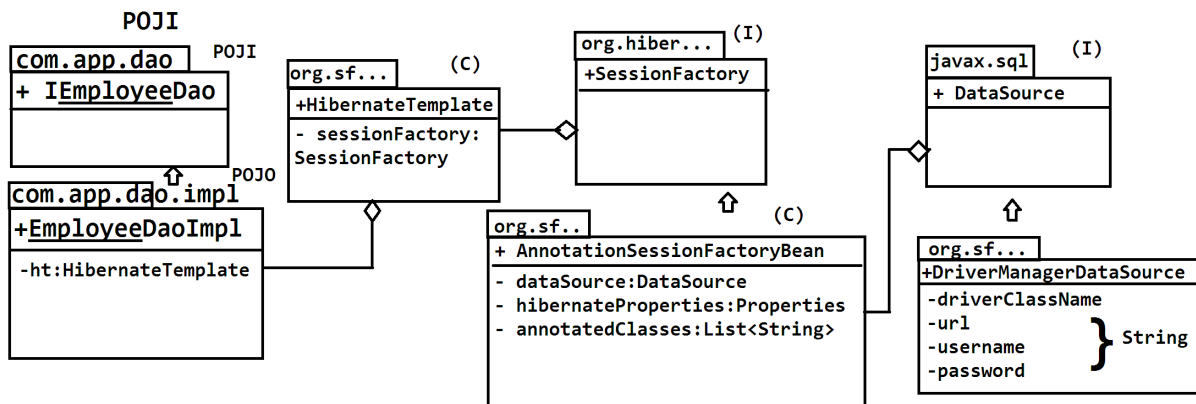 POJI
com.app.dao
POJI
+ IEmployeeDao
com.app.dao.impl
POJO
+EmployeeDaoImpl
-ht:HibernateTemplate
org.sf...
(C)
+HibernateTemplate
- sessionFactory:
SessionFactory
org.hiber...
(I)
+SessionFactory
org.sf..
(C)
+ AnnotationSessionFactoryBean
- dataSource:DataSource
- hibernateProperties:Properties
- annotatedClasses:List<String>
javax.sql
(I)
+ DataSource
org.sf...
+DriverManagerDataSource
-driverClassName
-url
-username
-password
} String